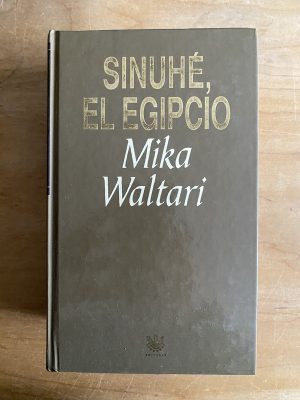 SINUHÉ,
EL EGIPCIO
Mika
Waltari